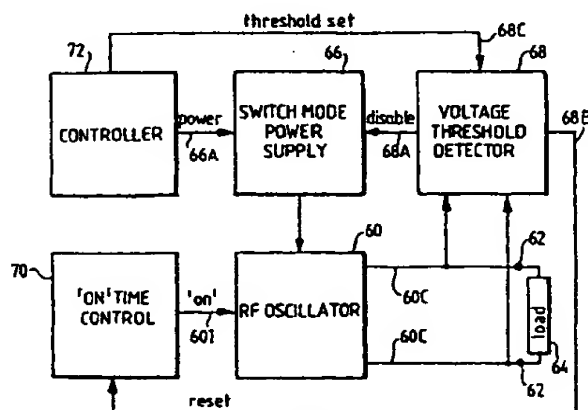 threshold set
68C
72
66
68
CONTROLLER
power
66A
SWITCH MODE
POWER
SUPPLY
disable
68A
VOLTAGE
THRESHOLD
DETECTOR
68B
60
62
70
'ON' TIME
CONTROL
'on'
60I
RF OSCILLATOR
60C
load
64
60C
62
reset